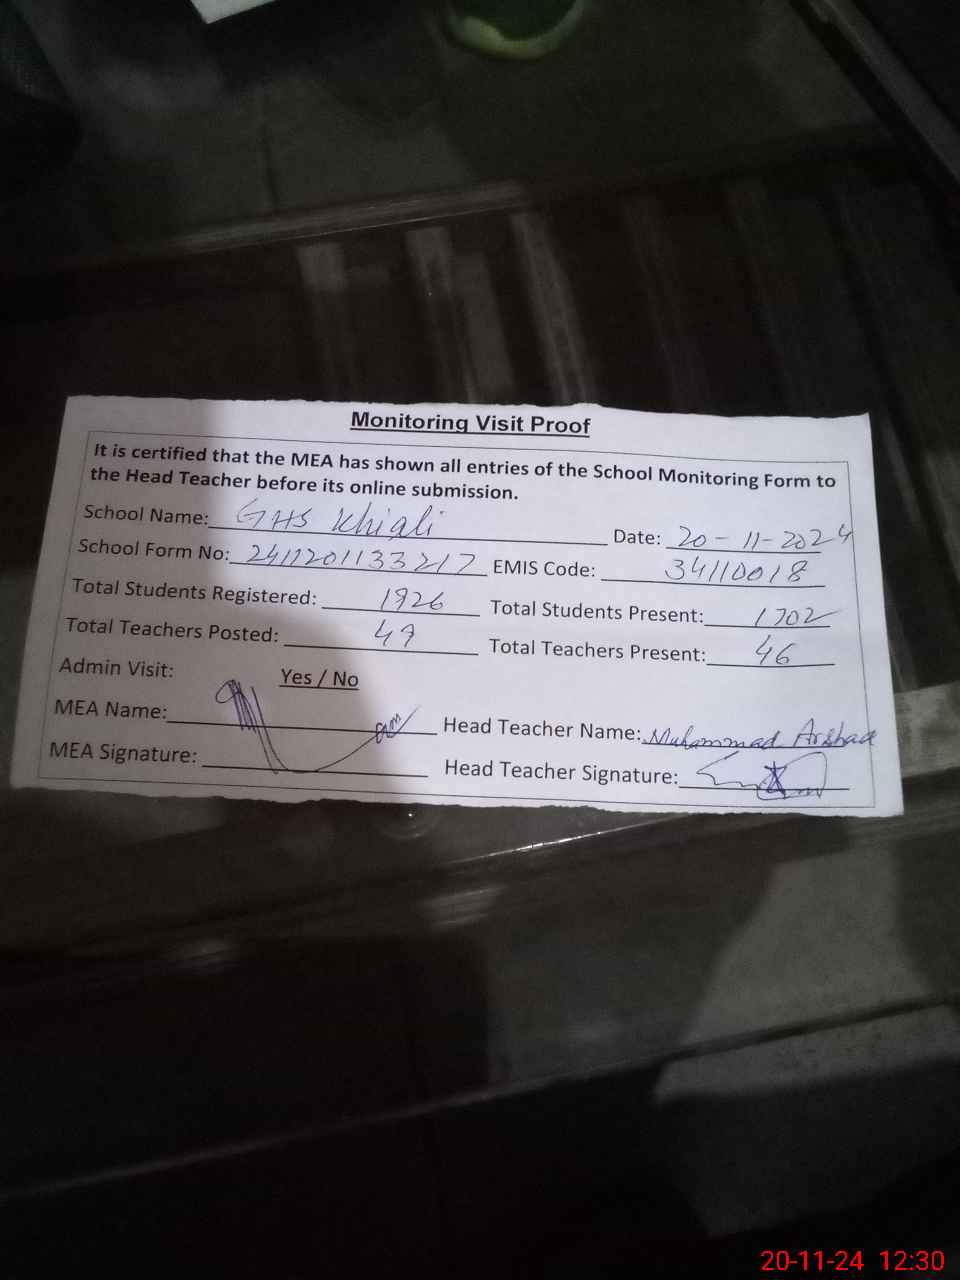 Monitoring Visit Proof
It is certified that the MEA has shown all entries of the School Monitoring Form to
the Head Teacher before its online submission.
School Name: GHS Khiali Date: 20-11-2024
School Form No: 2411201133217 EMIS Code: 34110018
Total Students Registered: 1926 Total Students Present: 1702
Total Teachers Posted: 49 Total Teachers Present: 46
Admin Visit: Yes / No
MEA Name: Head Teacher Name: Muhammad Arshad
MEA Signature: Head Teacher Signature:
20-11-24 12:30